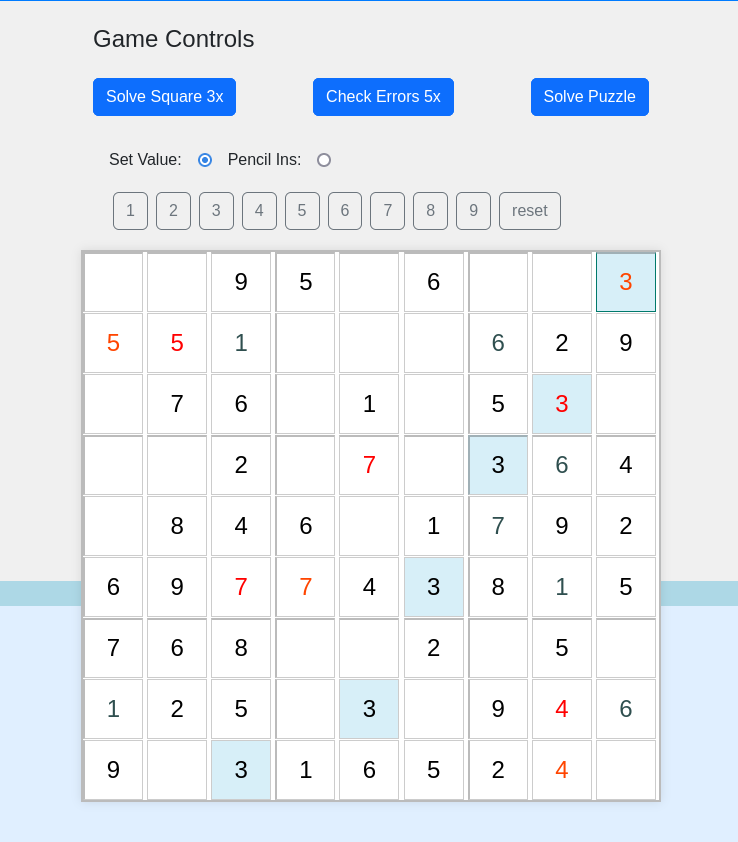 Game Controls
Solve Square 3x Check Errors 5x Solve Puzzle
Set Value: Pencil Ins:
1 2 3 4 5 6 7 8 9 reset
9 5 6 3
5 5 1 6 2 9
7 6 1 5 3
2 7 3 6 4
8 4 6 1 7 9 2
6 9 7 7 4 3 8 1 5
7 6 8 2 5
1 2 5 3 9 4 6
9 3 1 6 5 2 4